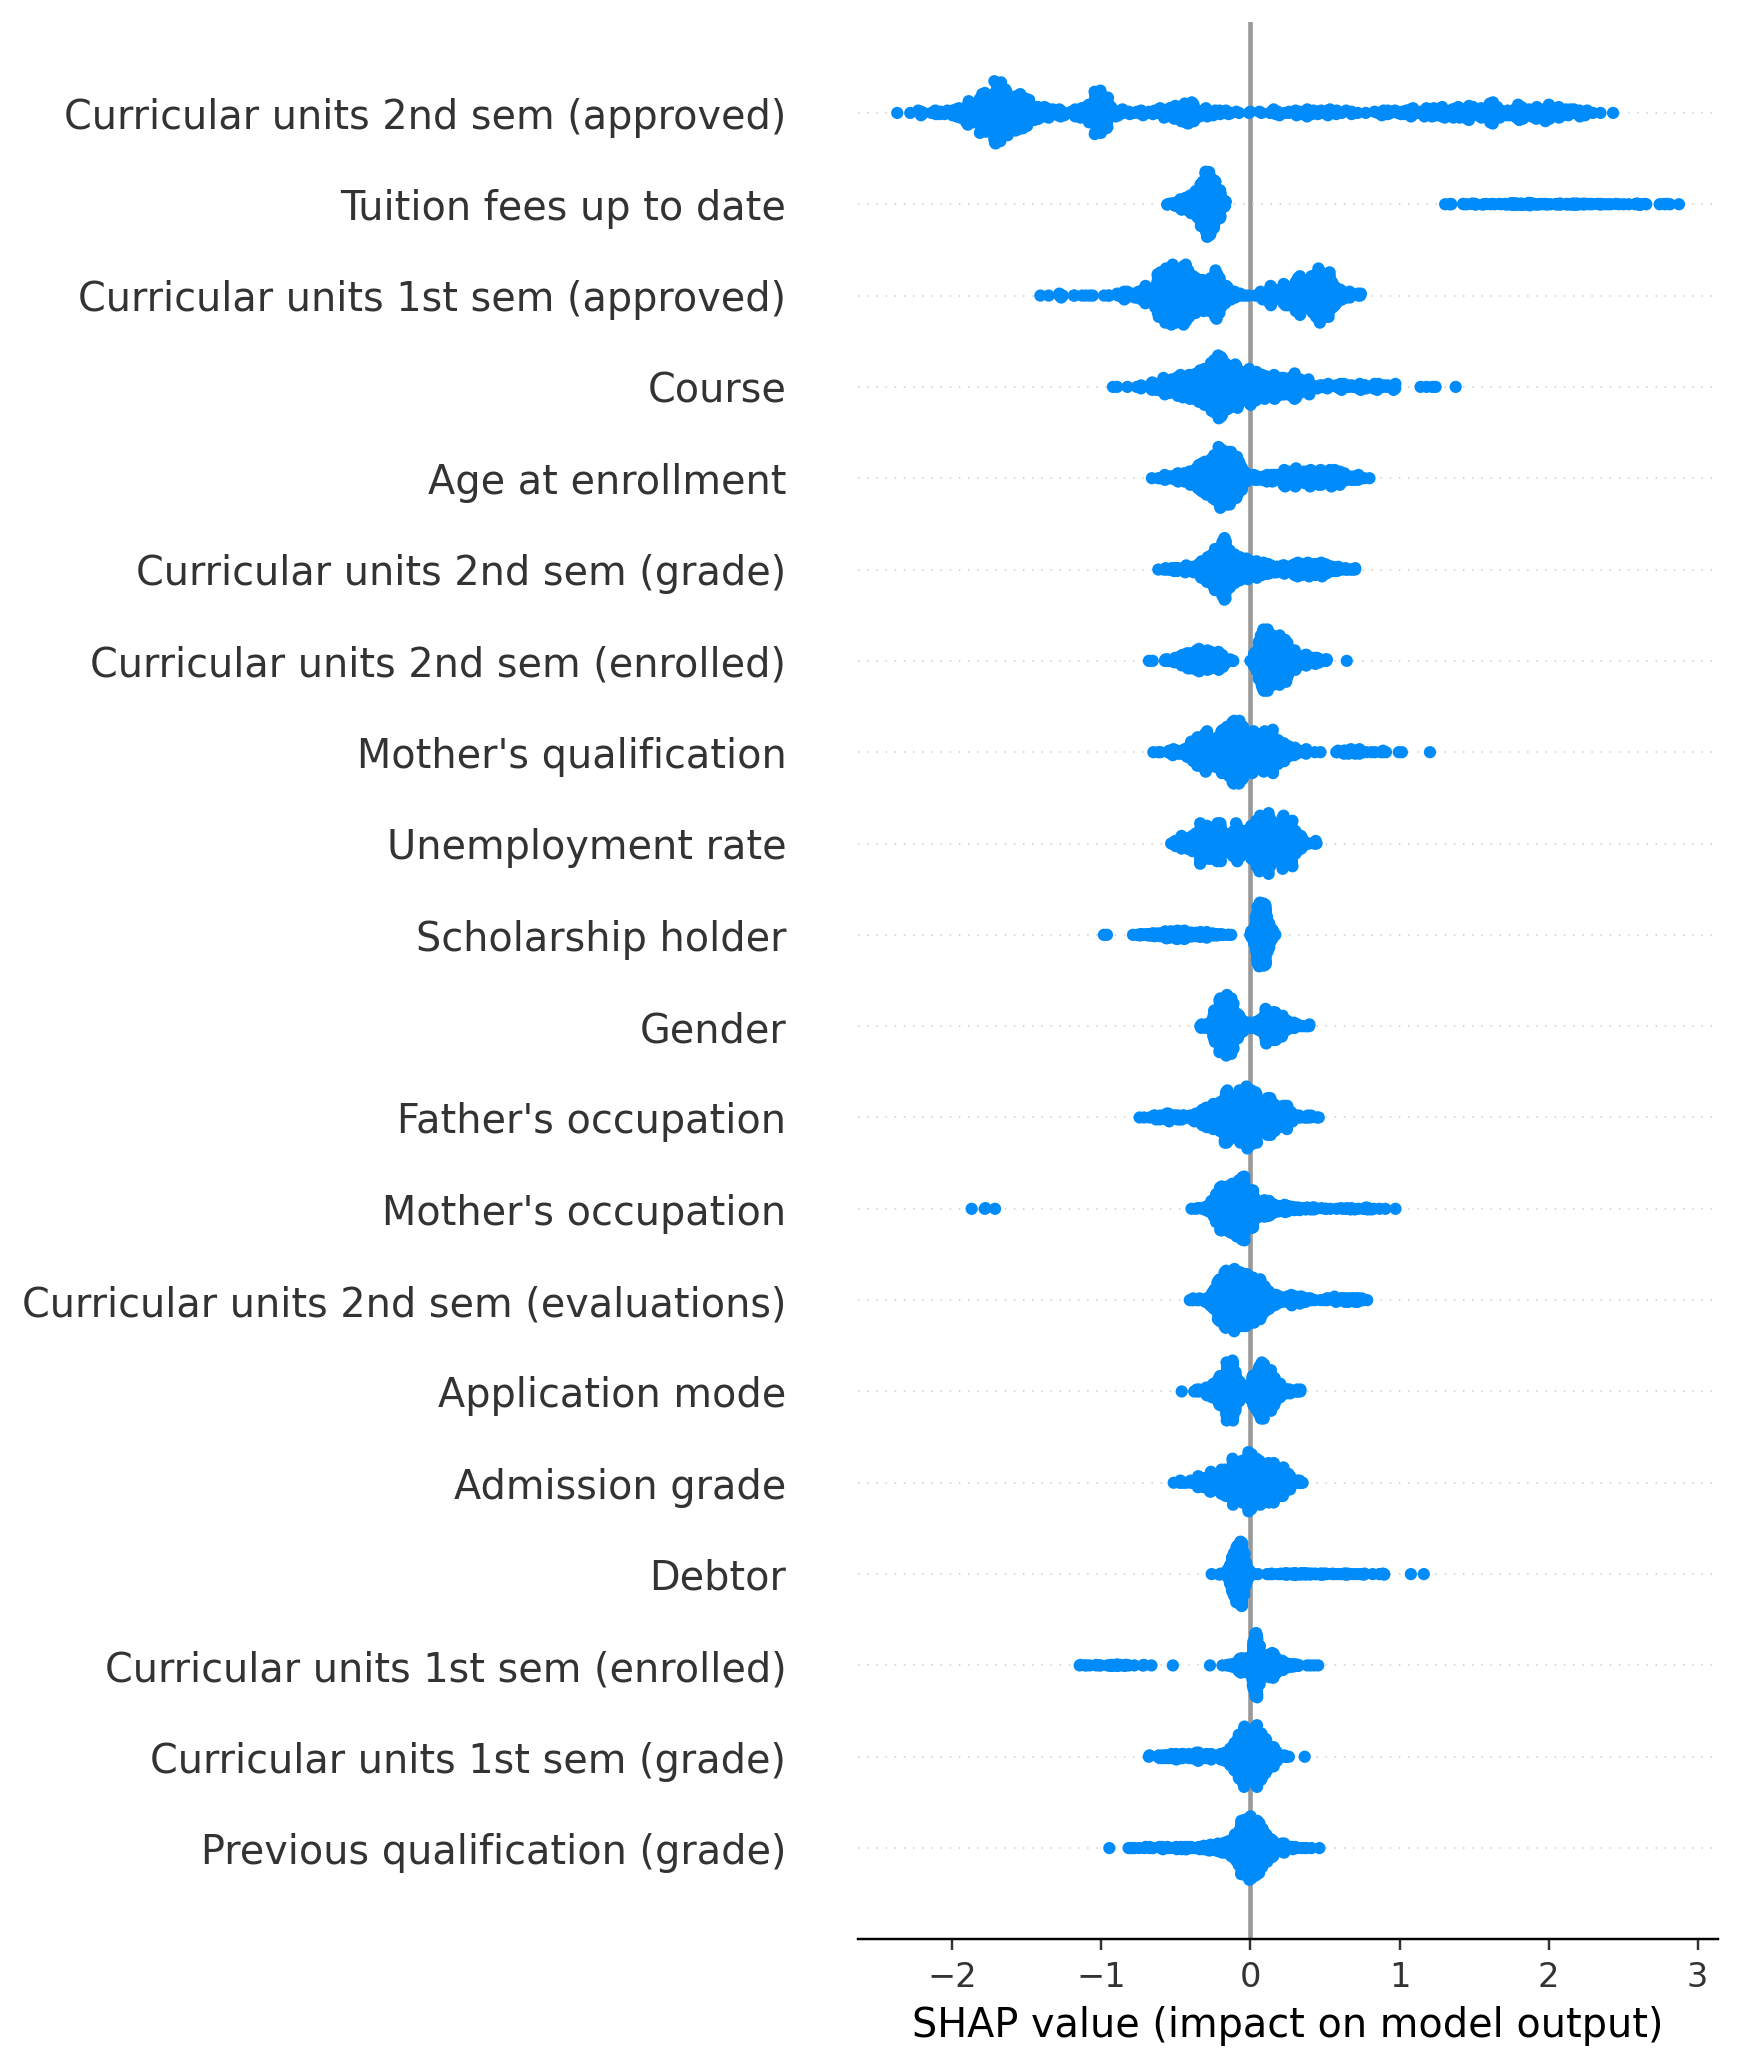 Curricular units 2nd sem (approved)
Tuition fees up to date
Curricular units 1st sem (approved)
Course
Age at enrollment
Curricular units 2nd sem (grade)
Curricular units 2nd sem (enrolled)
Mother's qualification
Unemployment rate
Scholarship holder
Gender
Father's occupation
Mother's occupation
Curricular units 2nd sem (evaluations)
Application mode
Admission grade
Debtor
Curricular units 1st sem (enrolled)
Curricular units 1st sem (grade)
Previous qualification (grade)
−2 −1 0 1 2 3
SHAP value (impact on model output)